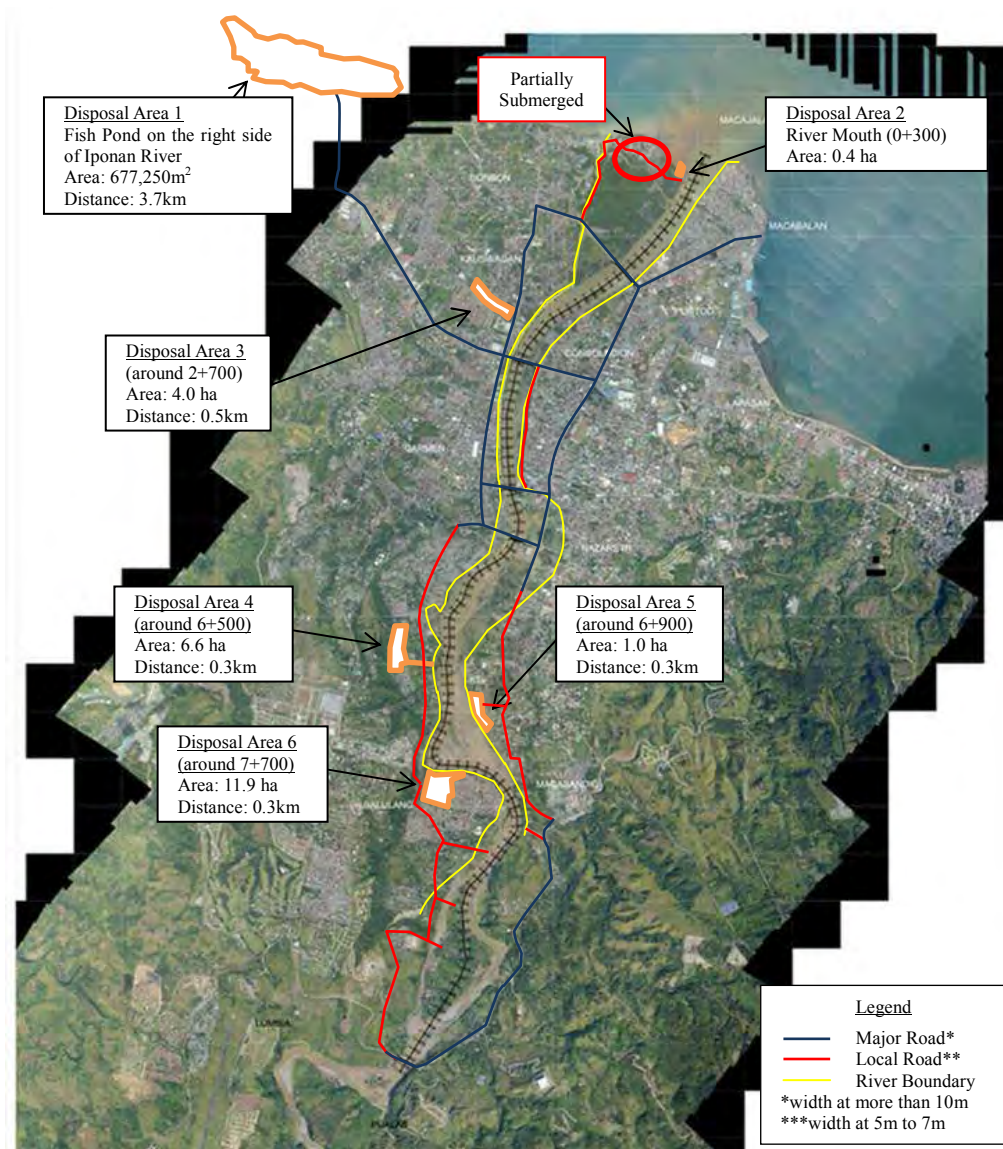 Partially
Submerged
Disposal Area 1
Fish Pond on the right side
of Iponan River
Area: 677,250m²
Distance: 3.7km
Disposal Area 2
River Mouth (0+300)
Area: 0.4 ha
BONBON
MACABALAN
KAUSWAGAN
PUNTOD
Disposal Area 3
(around 2+700)
Area: 4.0 ha
Distance: 0.5km
CONSOLACION
CARMEN
NAZARETH
Disposal Area 4
(around 6+500)
Area: 6.6 ha
Distance: 0.3km
Disposal Area 5
(around 6+900)
Area: 1.0 ha
Distance: 0.3km
Disposal Area 6
(around 7+700)
Area: 11.9 ha
Distance: 0.3km
LUMBIA
Legend
Major Road*
Local Road**
River Boundary
*width at more than 10m
***width at 5m to 7m